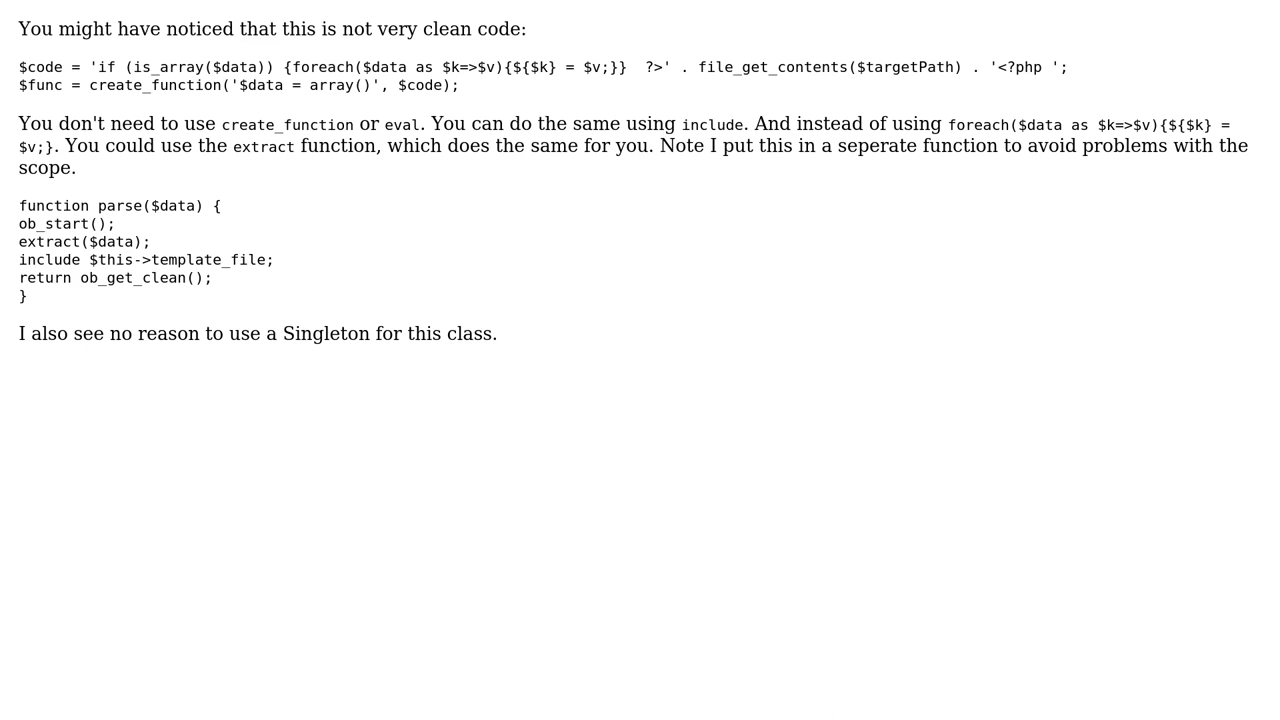 You might have noticed that this is not very clean code:
$code = 'if (is_array($data)) {foreach($data as $k=>$v){${$k} = $v;}}  ?>' . file_get_contents($targetPath) . '<?php ';
$func = create_function('$data = array()', $code);
You don't need to use create_function or eval. You can do the same using include. And instead of using foreach($data as $k=>$v){${$k} =
$v;}. You could use the extract function, which does the same for you. Note I put this in a seperate function to avoid problems with the
scope.
function parse($data) {
ob_start();
extract($data);
include $this->template_file;
return ob_get_clean();
}
I also see no reason to use a Singleton for this class.